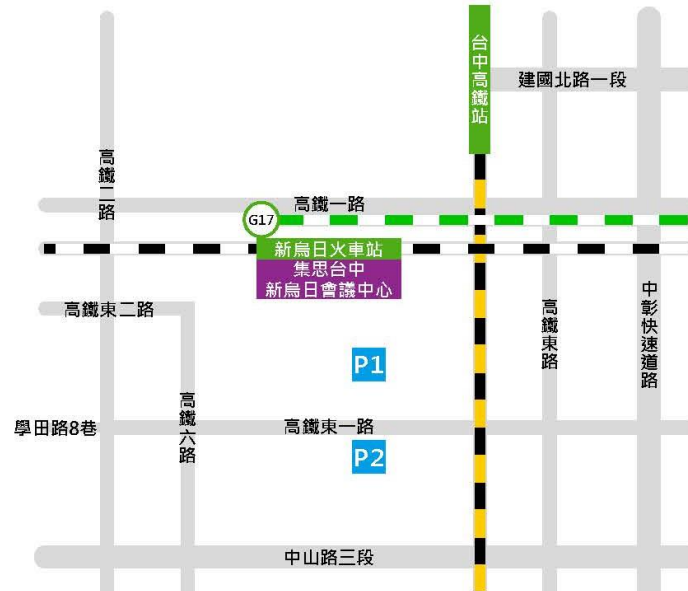 台中高鐵站
建國北路一段
高鐵二路
高鐵一路
G17
新烏日火車站
集思台中
新烏日會議中心
高鐵東二路
高鐵東路
中彰快速道路
P1
高鐵六路
學田路8巷
高鐵東一路
P2
中山路三段